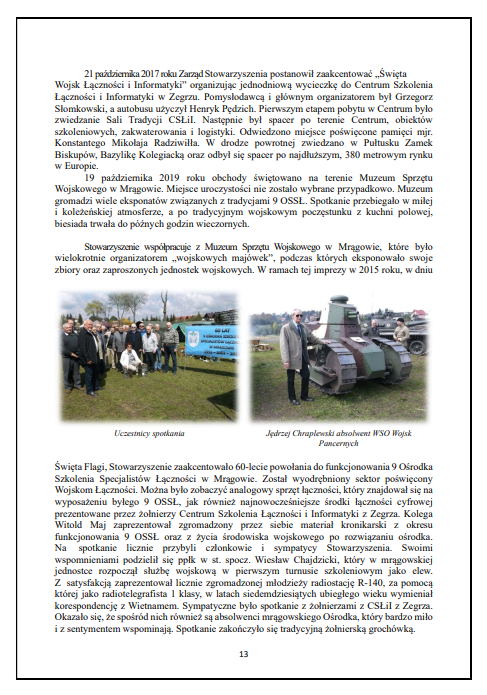 21 października 2017 roku Zarząd Stowarzyszenia postanowił zaakcentować „Święta
Wojsk Łączności i Informatyki” organizując jednodniową wycieczkę do Centrum Szkolenia
Łączności i Informatyki w Zegrzu. Pomysłodawcą i głównym organizatorem był Grzegorz
Słomkowski, a autobusu użyczył Henryk Pędzich. Pierwszym etapem pobytu w Centrum było
zwiedzanie Sali Tradycji CSŁiI. Następnie był spacer po terenie Centrum, obiektów
szkoleniowych, zakwaterowania i logistyki. Odwiedzono miejsce poświęcone pamięci mjr.
Konstantego Mikołaja Radziwiłła. W drodze powrotnej zwiedzano w Pułtusku Zamek
Biskupów, Bazylikę Kolegiacką oraz odbył się spacer po najdłuższym, 380 metrowym rynku
w Europie.
19 października 2019 roku obchody świętowano na terenie Muzeum Sprzętu
Wojskowego w Mrągowie. Miejsce uroczystości nie zostało wybrane przypadkowo. Muzeum
gromadzi wiele eksponatów związanych z tradycjami 9 OSSŁ. Spotkanie przebiegało w miłej
i koleżeńskiej atmosferze, a po tradycyjnym wojskowym poczęstunku z kuchni polowej,
biesiada trwała do późnych godzin wieczornych.
Stowarzyszenie współpracuje z Muzeum Sprzętu Wojskowego w Mrągowie, które było
wielokrotnie organizatorem „wojskowych majówek”, podczas których eksponowało swoje
zbiory oraz zaproszonych jednostek wojskowych. W ramach tej imprezy w 2015 roku, w dniu
60 LAT
Uczestnicy spotkania
Jędrzej Chraplewski absolwent WSO Wojsk
Pancernych
Święta Flagi, Stowarzyszenie zaakcentowało 60-lecie powołania do funkcjonowania 9 Ośrodka
Szkolenia Specjalistów Łączności w Mrągowie. Został wyodrębniony sektor poświęcony
Wojskom Łączności. Można było zobaczyć analogowy sprzęt łączności, który znajdował się na
wyposażeniu byłego 9 OSSŁ, jak również najnowocześniejsze środki łączności cyfrowej
prezentowane przez żołnierzy Centrum Szkolenia Łączności i Informatyki z Zegrza. Kolega
Witold Maj zaprezentował zgromadzony przez siebie materiał kronikarski z okresu
funkcjonowania 9 OSSŁ oraz z życia środowiska wojskowego po rozwiązaniu ośrodka.
Na spotkanie licznie przybyli członkowie i sympatycy Stowarzyszenia. Swoimi
wspomnieniami podzielił się ppłk w st. spocz. Wiesław Chajdzicki, który w mrągowskiej
jednostce rozpoczął służbę wojskową w pierwszym turnusie szkoleniowym jako elew.
Z satysfakcją zaprezentował licznie zgromadzonej młodzieży radiostację R-140, za pomocą
której jako radiotelegrafista 1 klasy, w latach siedemdziesiątych ubiegłego wieku wymieniał
korespondencję z Wietnamem. Sympatyczne było spotkanie z żołnierzami z CSŁiI z Zegrza.
Okazało się, że spośród nich również są absolwenci mrągowskiego Ośrodka, który bardzo miło
i z sentymentem wspominają. Spotkanie zakończyło się tradycyjną żołnierską grochówką.
13